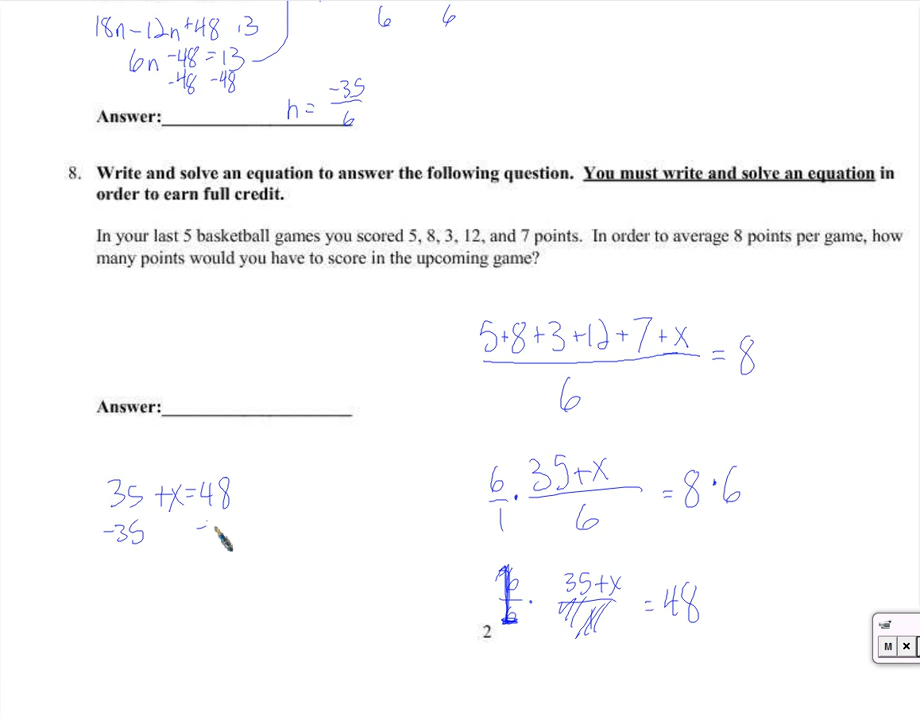 18n-12n+48 13
6 6
6n -48 = 13
-48 -48
Answer: n = -35/6
8. Write and solve an equation to answer the following question. You must write and solve an equation in
order to earn full credit.
In your last 5 basketball games you scored 5, 8, 3, 12, and 7 points. In order to average 8 points per game, how
many points would you have to score in the upcoming game?
5+8+3+12+7+x
= 8
6
Answer:
6/1 · 35+x/6 = 8·6
35 +x=48
-35 -
35+x
= 48
2
M ×